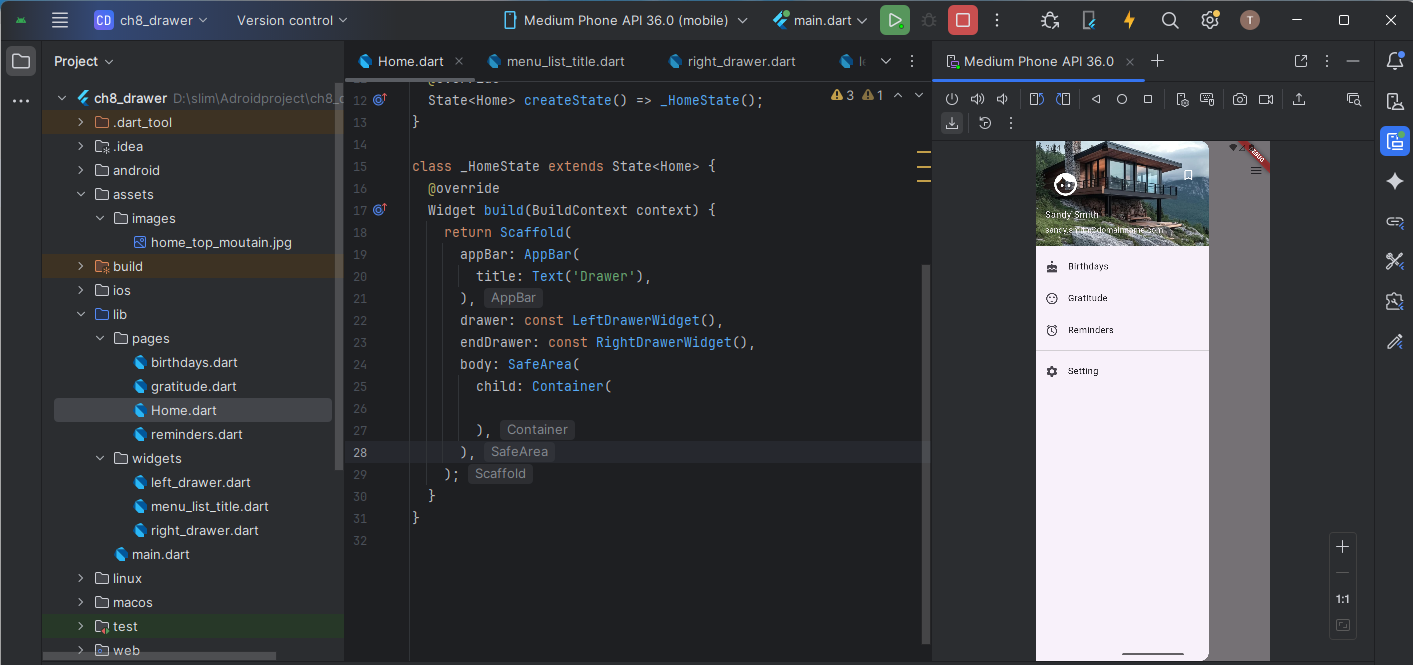 CD ch8_drawer Version control Medium Phone API 36.0 (mobile) main.dart T
Project
Home.dart menu_list_title.dart right_drawer.dart
Medium Phone API 36.0
ch8_drawer D:\slim\Adroidproject\ch8_
.dart_tool
.idea
android
assets
images
home_top_moutain.jpg
build
ios
lib
pages
birthdays.dart
gratitude.dart
Home.dart
reminders.dart
widgets
left_drawer.dart
menu_list_title.dart
right_drawer.dart
main.dart
linux
macos
test
web
3 1
12 State<Home> createState() => _HomeState();
13 }
14
15 class _HomeState extends State<Home> {
16 @override
17 Widget build(BuildContext context) {
18 return Scaffold(
19 appBar: AppBar(
20 title: Text('Drawer'),
21 ), AppBar
22 drawer: const LeftDrawerWidget(),
23 endDrawer: const RightDrawerWidget(),
24 body: SafeArea(
25 child: Container(
26
27 ), Container
28 ), SafeArea
29 ); Scaffold
30 }
31 }
32
Sandy Smith
sandy.smith@domainname.com
Birthdays
Gratitude
Reminders
Setting
1:1